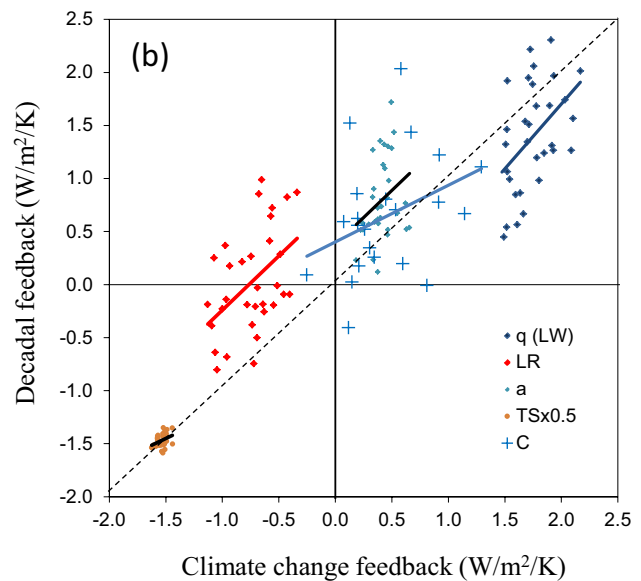 (b)
Decadal feedback (W/m²/K)
2.5
2.0
1.5
1.0
0.5
0.0
-0.5
-1.0
-1.5
-2.0
q (LW)
LR
a
TSx0.5
C
-2.0 -1.5 -1.0 -0.5 0.0 0.5 1.0 1.5 2.0 2.5
Climate change feedback (W/m²/K)